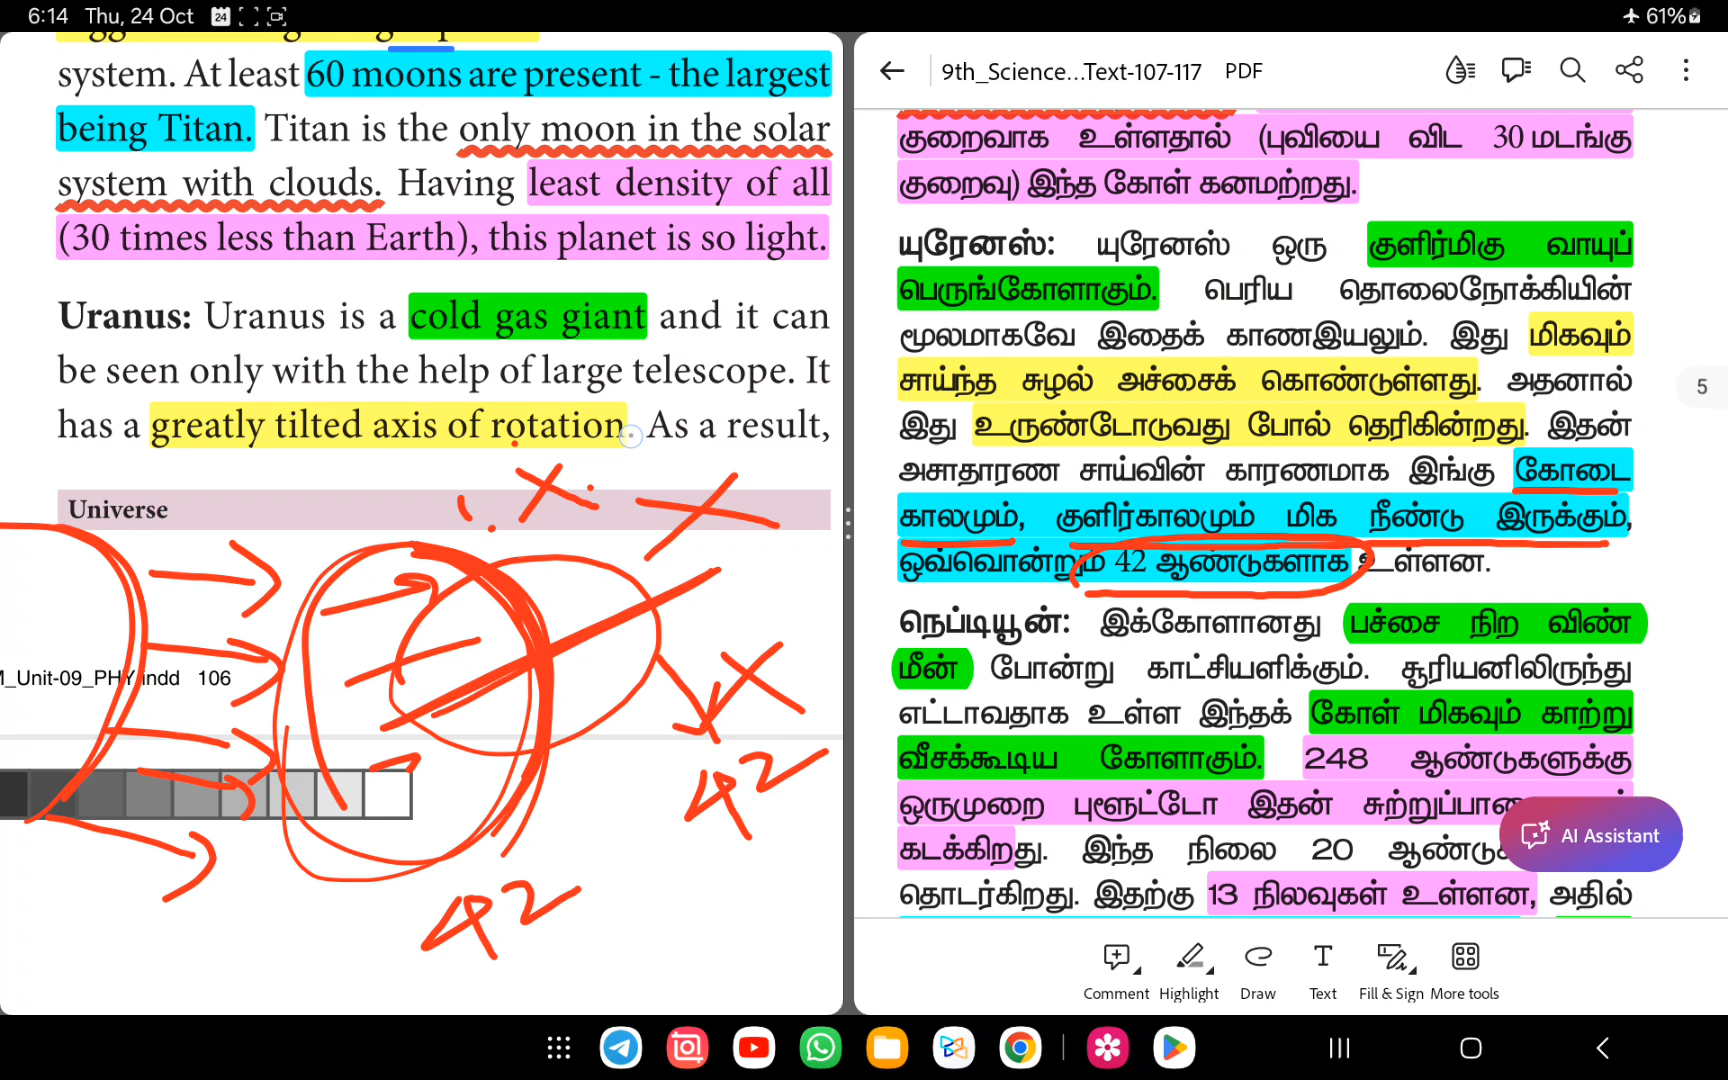 6:14 Thu, 24 Oct 24
61%
system. At least 60 moons are present - the largest
being Titan. Titan is the only moon in the solar
system with clouds. Having least density of all
(30 times less than Earth), this planet is so light.
Uranus: Uranus is a cold gas giant and it can
be seen only with the help of large telescope. It
has a greatly tilted axis of rotation. As a result,
Universe
M_Unit-09_PHY.indd 106
42
42
9th_Science...Text-107-117 PDF
குறைவாக உள்ளதால் (புவியை விட 30 மடங்கு
குறைவு) இந்த கோள் கனமற்றது.
யுரேனஸ்: யுரேனஸ் ஒரு குளிர்மிகு வாயுப்
பெருங்கோளாகும். பெரிய தொலைநோக்கியின்
மூலமாகவே இதைக் காணஇயலும். இது மிகவும்
சாய்ந்த சுழல் அச்சைக் கொண்டுள்ளது. அதனால்
இது உருண்டோடுவது போல் தெரிகின்றது. இதன்
அசாதாரண சாய்வின் காரணமாக இங்கு கோடை
காலமும், குளிர்காலமும் மிக நீண்டு இருக்கும்,
ஒவ்வொன்றும் 42 ஆண்டுகளாக உள்ளன.
நெப்டியூன்: இக்கோளானது பச்சை நிற விண்
மீன் போன்று காட்சியளிக்கும். சூரியனிலிருந்து
எட்டாவதாக உள்ள இந்தக் கோள் மிகவும் காற்று
வீசக்கூடிய கோளாகும். 248 ஆண்டுகளுக்கு
ஒருமுறை புளூட்டோ இதன்
கடக்கிறது. இந்த நிலை 20
தொடர்கிறது. இதற்கு 13 நிலவுகள் உள்ளன, அதில்
5
AI Assistant
Comment Highlight Draw Text Fill & Sign More tools